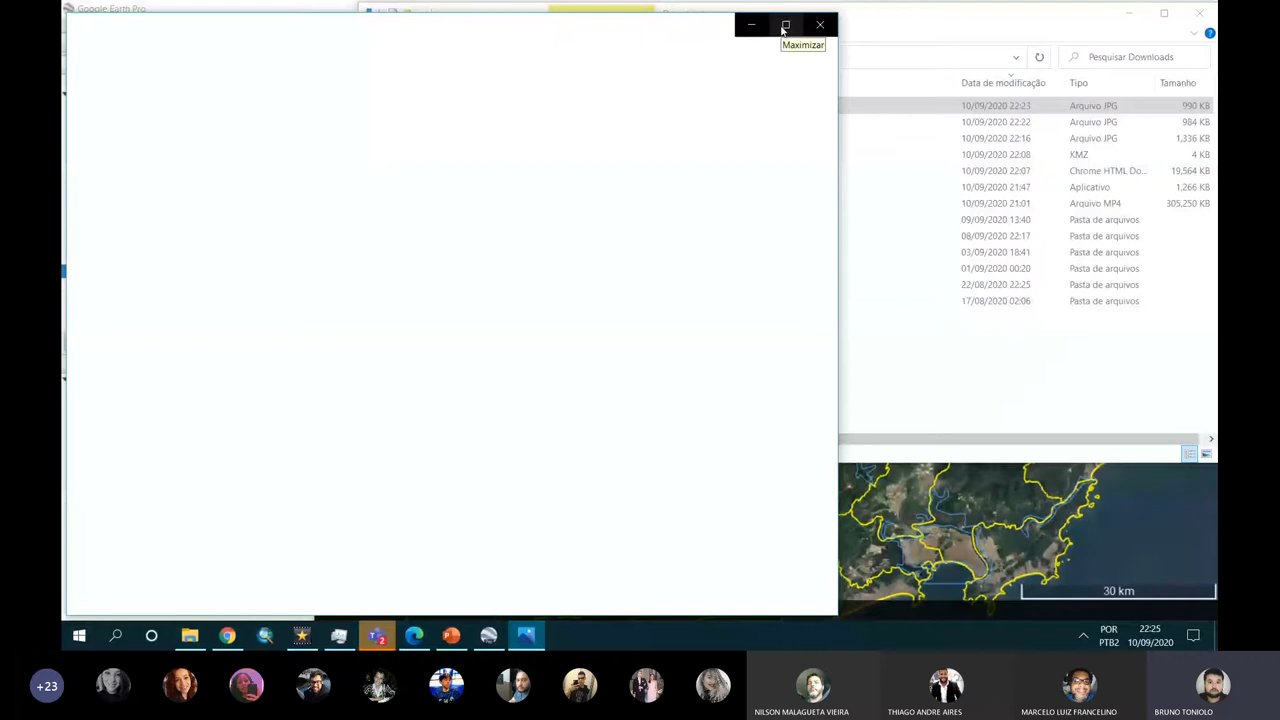 Google Earth Pro
Maximizar
Pesquisar Downloads
Data de modificação Tipo Tamanho
10/09/2020 22:23 Arquivo JPG 990 KB
10/09/2020 22:22 Arquivo JPG 984 KB
10/09/2020 22:16 Arquivo JPG 1,336 KB
10/09/2020 22:08 KMZ 4 KB
10/09/2020 22:07 Chrome HTML Do... 19,564 KB
10/09/2020 21:47 Aplicativo 1,266 KB
10/09/2020 21:01 Arquivo MP4 305,250 KB
09/09/2020 13:40 Pasta de arquivos
08/09/2020 22:17 Pasta de arquivos
03/09/2020 18:41 Pasta de arquivos
01/09/2020 00:20 Pasta de arquivos
22/08/2020 22:25 Pasta de arquivos
17/08/2020 02:06 Pasta de arquivos
30 km
2
POR 22:25
PTB2 10/09/2020
+23
NILSON MALAGUETA VIEIRA THIAGO ANDRE AIRES MARCELO LUIZ FRANCELINO BRUNO TONIOLO